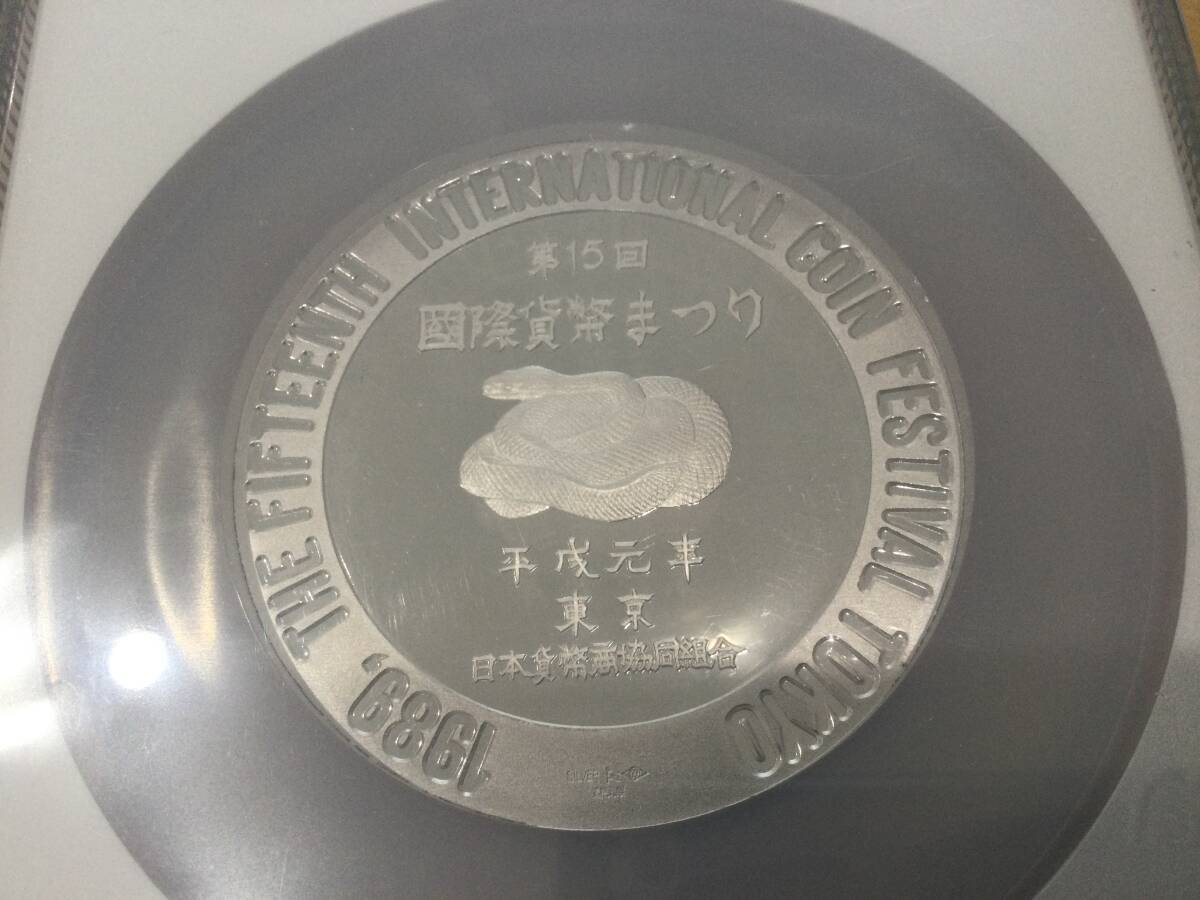 THE FIFTEENTH INTERNATIONAL COIN FESTIVAL TOKYO
1989.
第15回
國際貨幣まつり
平成元年
東京
日本貨幣商協同組合
SILVER